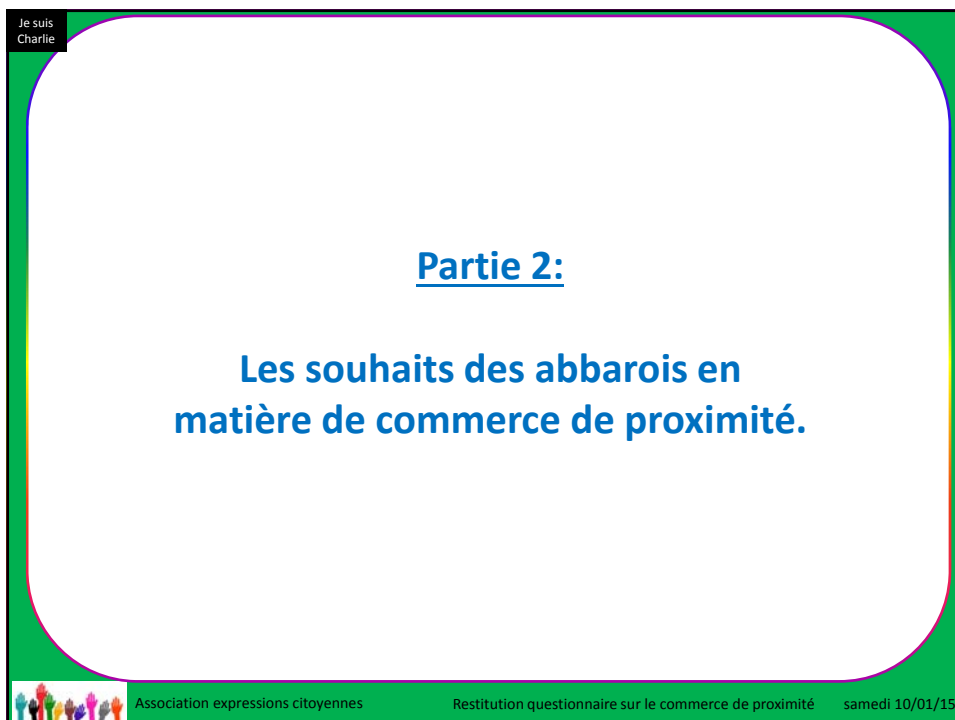 Je suis
Charlie
Partie 2:
Les souhaits des abbarois en
matière de commerce de proximité.
Association expressions citoyennes Restitution questionnaire sur le commerce de proximité samedi 10/01/15